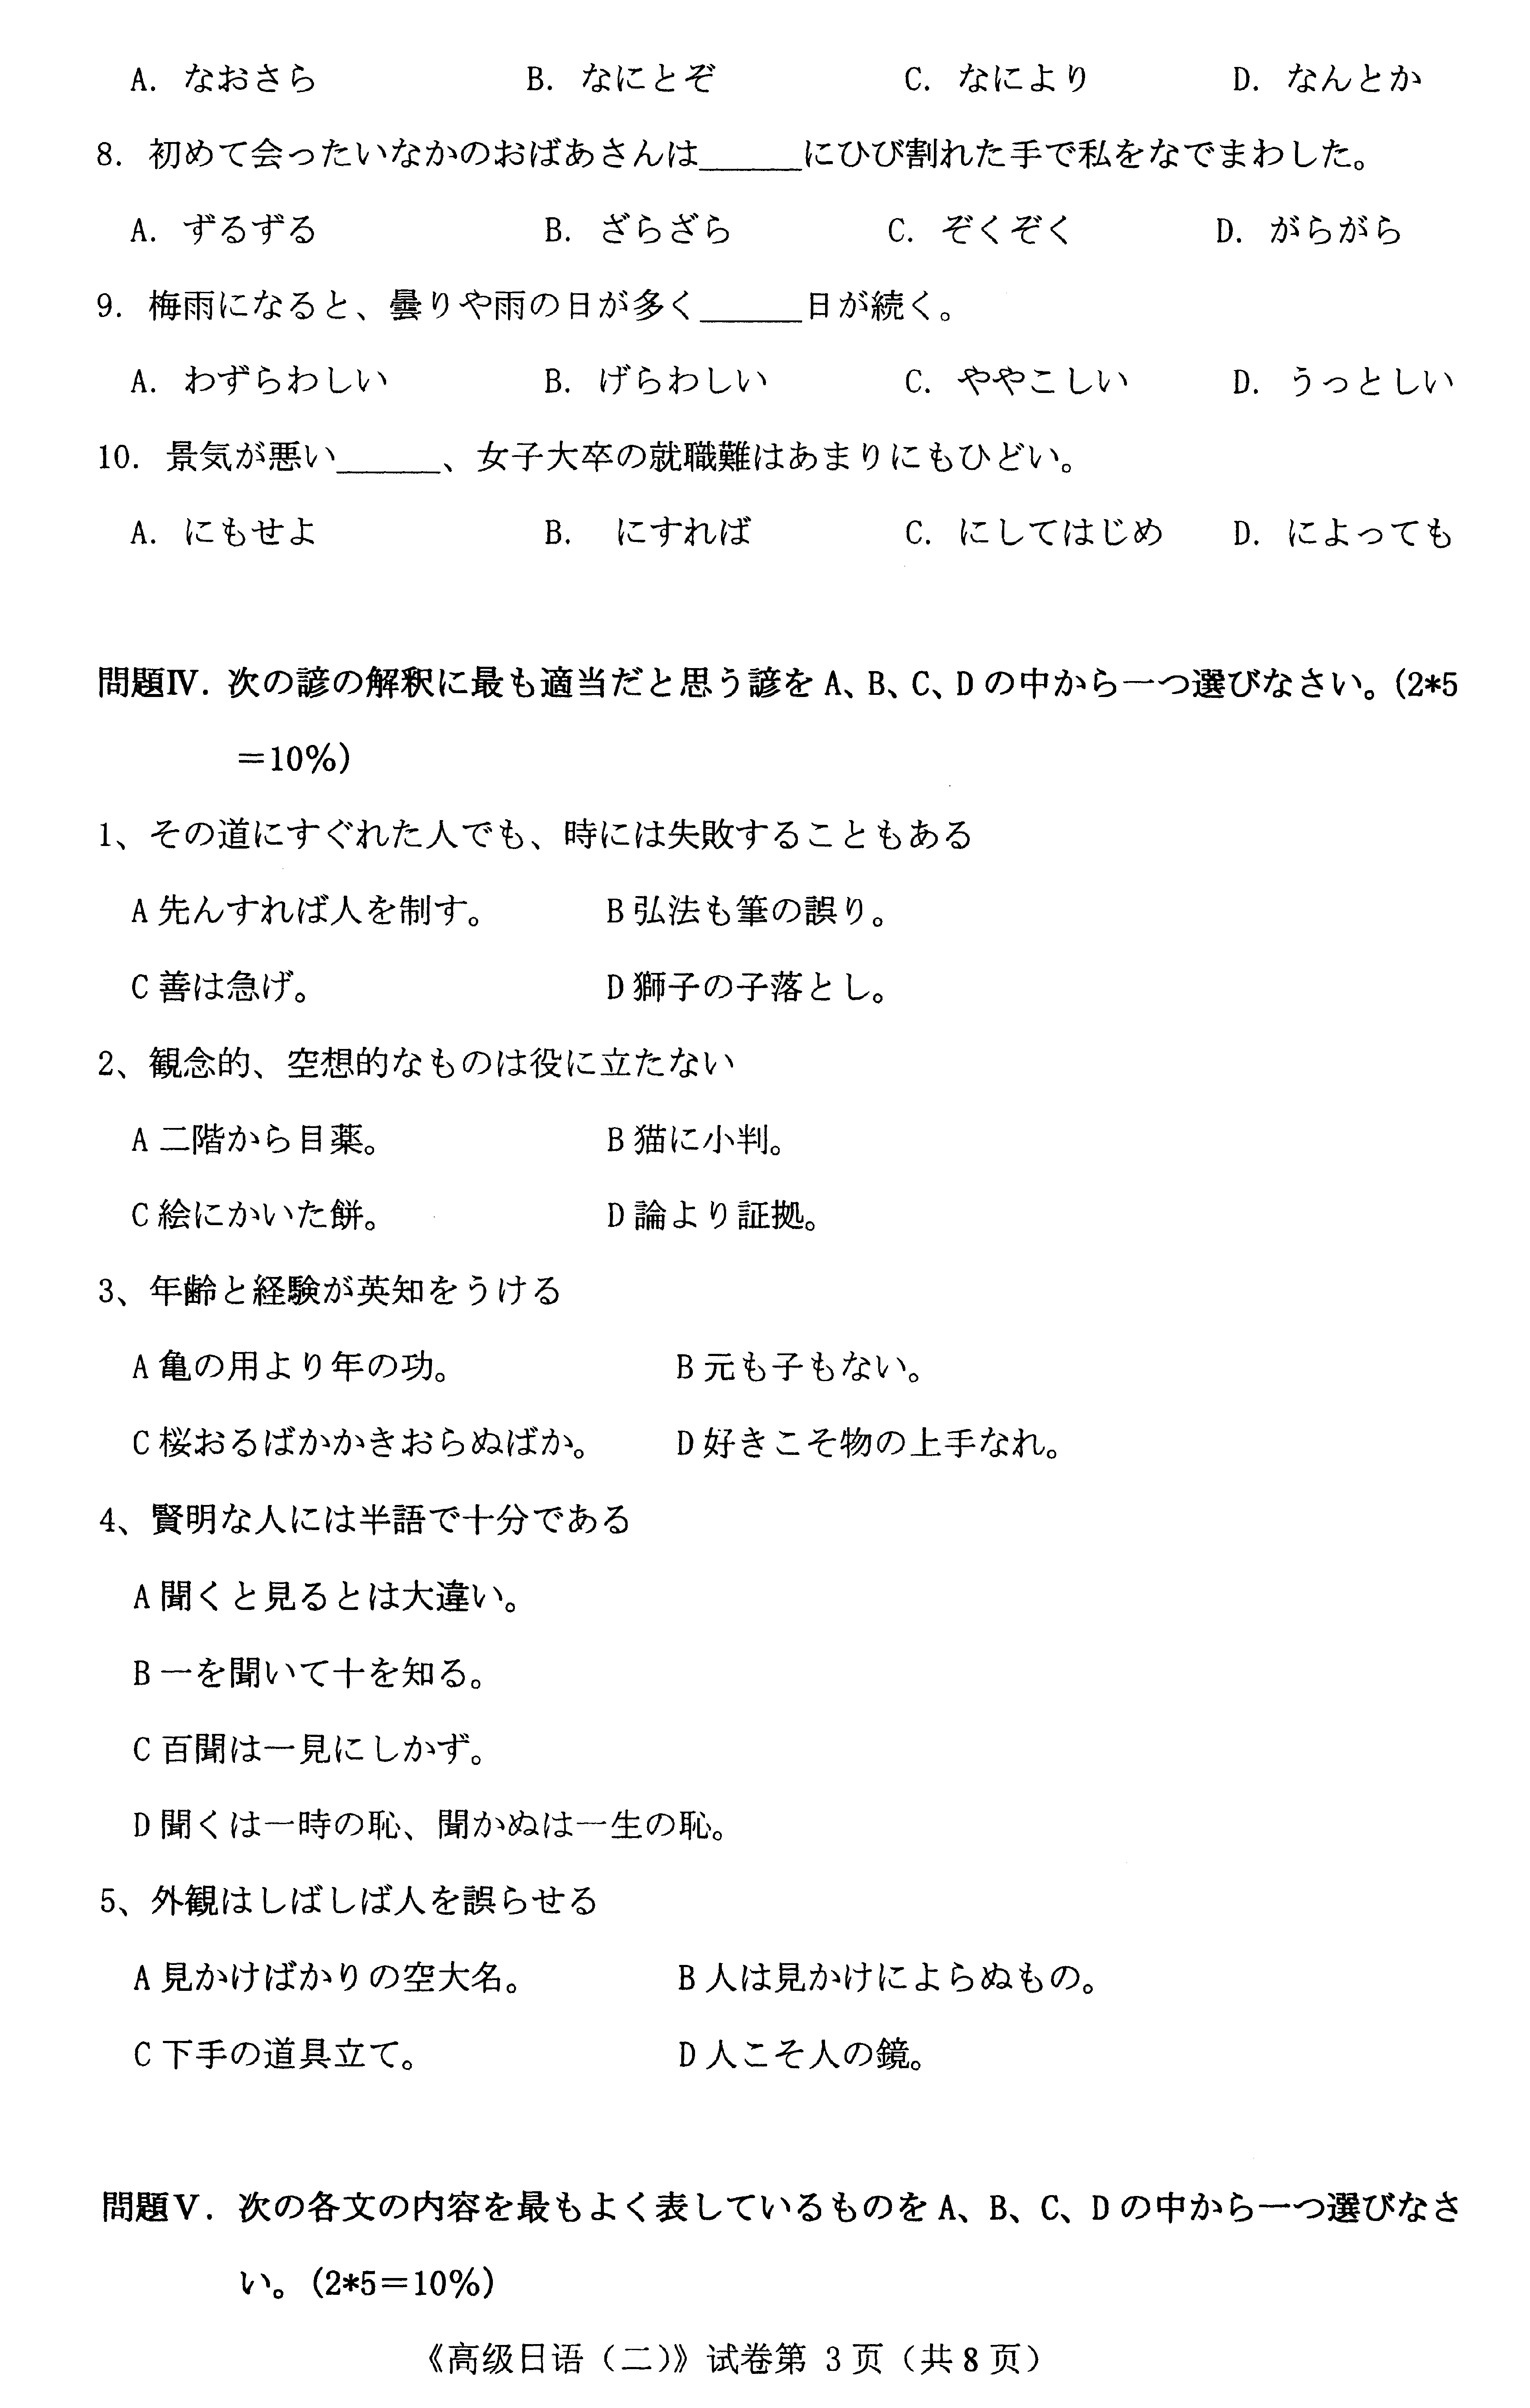 A. なおさら B. なにとぞ C. なにより D. なんとか
8. 初めて会ったいなかのおばあさんは______にひび割れた手で私をなでまわした。
A. ずるずる B. ざらざら C. ぞくぞく D. がらがら
9. 梅雨になると、曇りや雨の日が多く______日が続く。
A. わずらわしい B. げらわしい C. ややこしい D. うっとしい
10. 景気が悪い______、女子大卒の就職難はあまりにもひどい。
A. にもせよ B. にすれば C. にしてはじめ D. によっても
問題Ⅳ. 次の諺の解釈に最も適当だと思う諺を A、B、C、D の中から一つ選びなさい。(2*5
＝10%)
1、その道にすぐれた人でも、時には失敗することもある
A 先んすれば人を制す。 B 弘法も筆の誤り。
C 善は急げ。 D 獅子の子落とし。
2、観念的、空想的なものは役に立たない
A 二階から目薬。 B 猫に小判。
C 絵にかいた餅。 D 論より証拠。
3、年齢と経験が英知をうける
A 亀の用より年の功。 B 元も子もない。
C 桜おるばかかきおらぬばか。 D 好きこそ物の上手なれ。
4、賢明な人には半語で十分である
A 聞くと見るとは大違い。
B 一を聞いて十を知る。
C 百聞は一見にしかず。
D 聞くは一時の恥、聞かぬは一生の恥。
5、外観はしばしば人を誤らせる
A 見かけばかりの空大名。 B 人は見かけによらぬもの。
C 下手の道具立て。 D 人こそ人の鏡。
問題Ⅴ. 次の各文の内容を最もよく表しているものを A、B、C、D の中から一つ選びなさ
い。(2*5＝10%)
《高级日语（二）》试卷第 3 页（共 8 页）